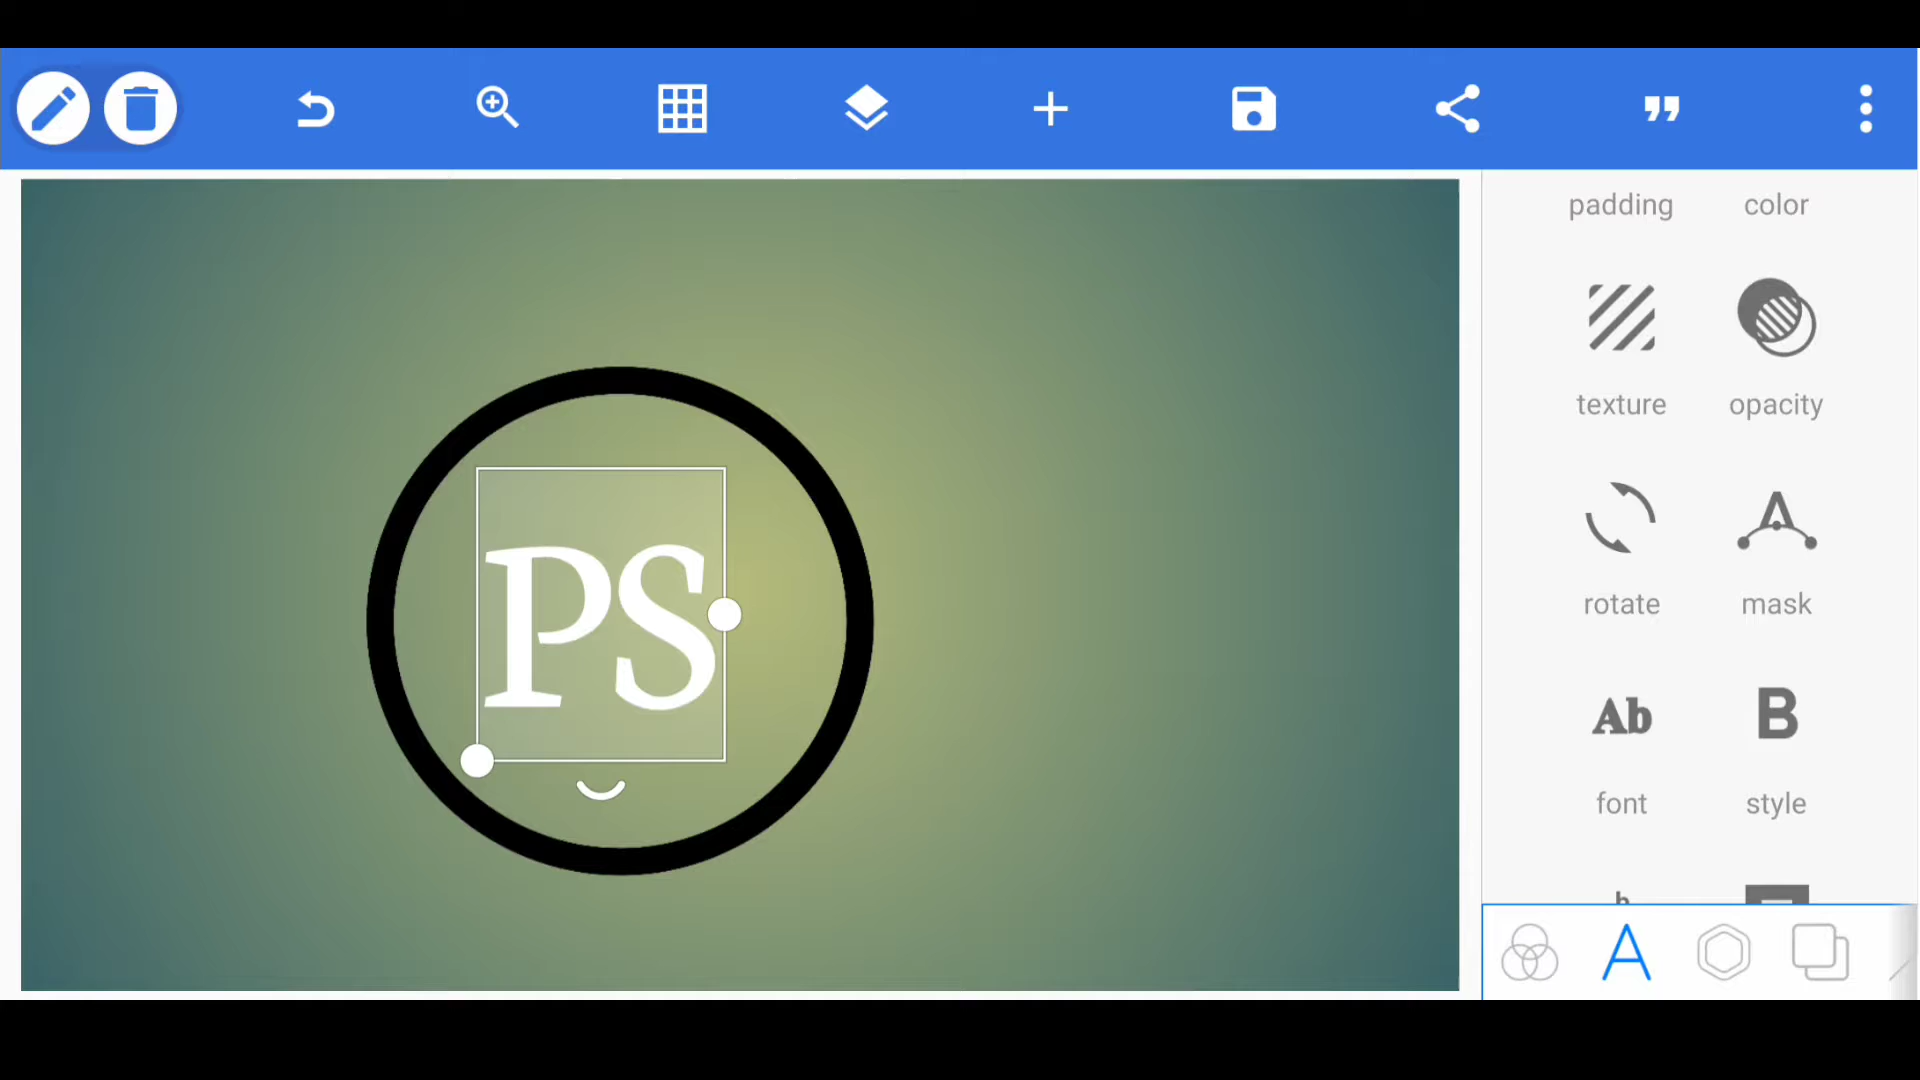 padding color
texture opacity
PS
rotate mask
Ab B
font style
A